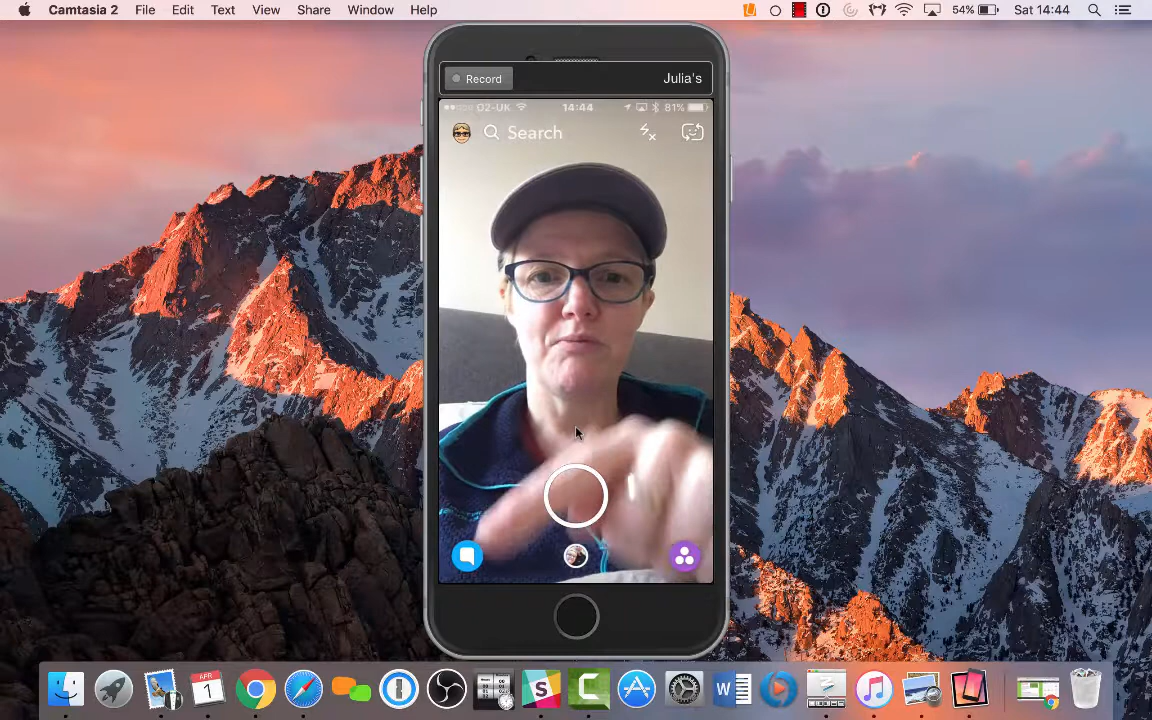 Camtasia 2 File Edit Text View Share Window Help 54% Sat 14:44
Record Julia's
O2-UK 14:44 81%
Search
APR
1